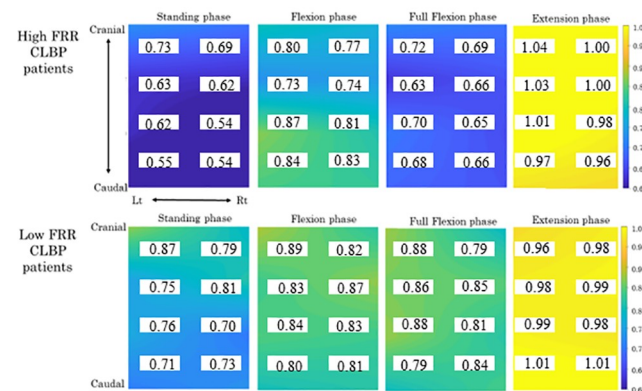 Standing phase Flexion phase Full Flexion phase Extension phase
High FRR
CLBP
patients
Cranial
0.73 0.69 0.80 0.77 0.72 0.69 1.04 1.00
0.63 0.62 0.73 0.74 0.63 0.66 1.03 1.00
0.62 0.54 0.87 0.81 0.70 0.65 1.01 0.98
0.55 0.54 0.84 0.83 0.68 0.66 0.97 0.96
Caudal
Lt Rt
Standing phase Flexion phase Full Flexion phase Extension phase
Low FRR
CLBP
patients
Cranial
0.87 0.79 0.89 0.82 0.88 0.79 0.96 0.98
0.75 0.81 0.83 0.87 0.86 0.85 0.98 0.99
0.76 0.70 0.84 0.83 0.88 0.81 0.99 0.98
0.71 0.73 0.80 0.81 0.79 0.84 1.01 1.01
Caudal